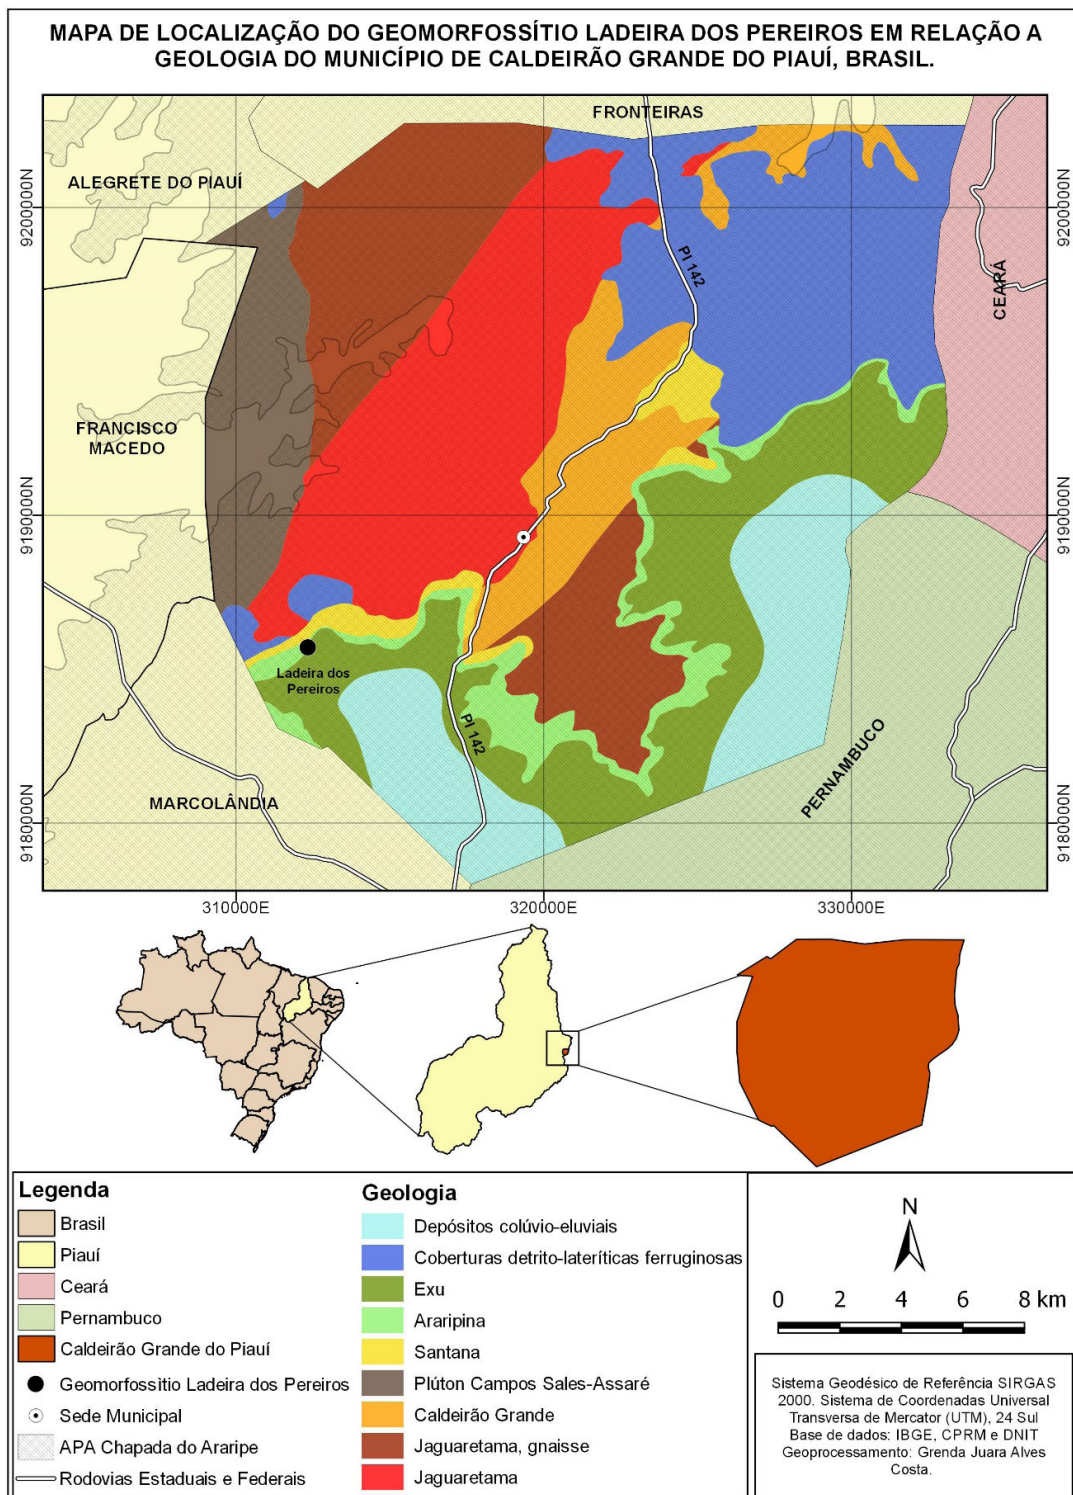 MAPA DE LOCALIZAÇÃO DO GEOMORFOSSÍTIO LADEIRA DOS PEREIROS EM RELAÇÃO A
GEOLOGIA DO MUNICÍPIO DE CALDEIRÃO GRANDE DO PIAUÍ, BRASIL.
FRONTEIRAS
ALEGRETE DO PIAUÍ
9200000N
9200000N
PI 142
CEARÁ
FRANCISCO
MACEDO
9190000N
9190000N
Ladeira dos
Pereiros
PI 142
PERNAMBUCO
MARCOLÂNDIA
9180000N
9180000N
310000E
320000E
330000E
Legenda
Brasil
Piauí
Ceará
Pernambuco
Caldeirão Grande do Piauí
Geomorfossitio Ladeira dos Pereiros
Sede Municipal
APA Chapada do Araripe
Rodovias Estaduais e Federais
Geologia
Depósitos colúvio-eluviais
Coberturas detrito-lateríticas ferruginosas
Exu
Araripina
Santana
Plúton Campos Sales-Assaré
Caldeirão Grande
Jaguaretama, gnaisse
Jaguaretama
N
0 2 4 6 8 km
Sistema Geodésico de Referência SIRGAS
2000. Sistema de Coordenadas Universal
Transversa de Mercator (UTM), 24 Sul
Base de dados: IBGE, CPRM e DNIT
Geoprocessamento: Grenda Juara Alves
Costa.